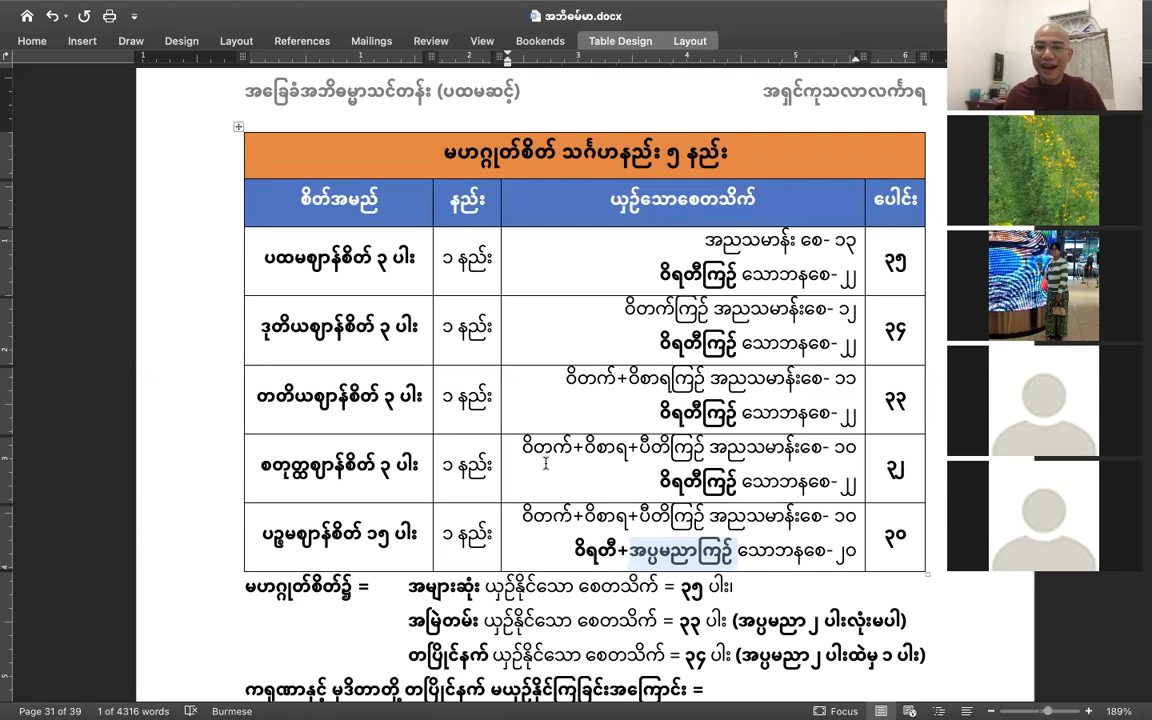 အဘိဓမ်မာ.docx
Home Insert Draw Design Layout References Mailings Review View Bookends Table Design Layout
အခြေခံအဘိဓမ္မာသင်တန်း (ပထမဆင့်) အရှင်ကုသလာလင်္ကာရ
မဟဂ္ဂုတ်စိတ် သင်္ဂဟနည်း ၅ နည်း
စိတ်အမည် နည်း ယှဉ်သောစေတသိက် ပေါင်း
ပထမဈာန်စိတ် ၃ ပါး ၁ နည်း အညသမာန်း စေ- ၁၃
ဝိရတီကြဉ် သောဘနစေ-၂၂ ၃၅
ဒုတိယဈာန်စိတ် ၃ ပါး ၁ နည်း ဝိတက်ကြဉ် အညသမာန်းစေ- ၁၂
ဝိရတီကြဉ် သောဘနစေ-၂၂ ၃၄
တတိယဈာန်စိတ် ၃ ပါး ၁ နည်း ဝိတက်+ဝိစာရကြဉ် အညသမာန်းစေ- ၁၁
ဝိရတီကြဉ် သောဘနစေ-၂၂ ၃၃
စတုတ္ထဈာန်စိတ် ၃ ပါး ၁ နည်း ဝိတက်+ဝိစာရ+ပီတိကြဉ် အညသမာန်းစေ- ၁၀
ဝိရတီကြဉ် သောဘနစေ-၂၂ ၃၂
ပဉ္စမဈာန်စိတ် ၁၅ ပါး ၁ နည်း ဝိတက်+ဝိစာရ+ပီတိကြဉ် အညသမာန်းစေ- ၁၀
ဝိရတီ+အပ္ပမညာကြဉ် သောဘနစေ-၂၀ ၃၀
မဟဂ္ဂုတ်စိတ်၌ = အများဆုံး ယှဉ်နိုင်သော စေတသိက် = ၃၅ ပါး၊
အမြဲတမ်း ယှဉ်နိုင်သော စေတသိက် = ၃၃ ပါး (အပ္ပမညာ ၂ ပါးလုံးမပါ)
တပြိုင်နက် ယှဉ်နိုင်သော စေတသိက် = ၃၄ ပါး (အပ္ပမညာ ၂ ပါးထဲမှ ၁ ပါး)
ကရုဏာနှင့် မုဒိတာတို့ တပြိုင်နက် မယှဉ်နိုင်ကြခြင်းအကြောင်း =
Page 31 of 39 1 of 4316 words Burmese Focus 189%